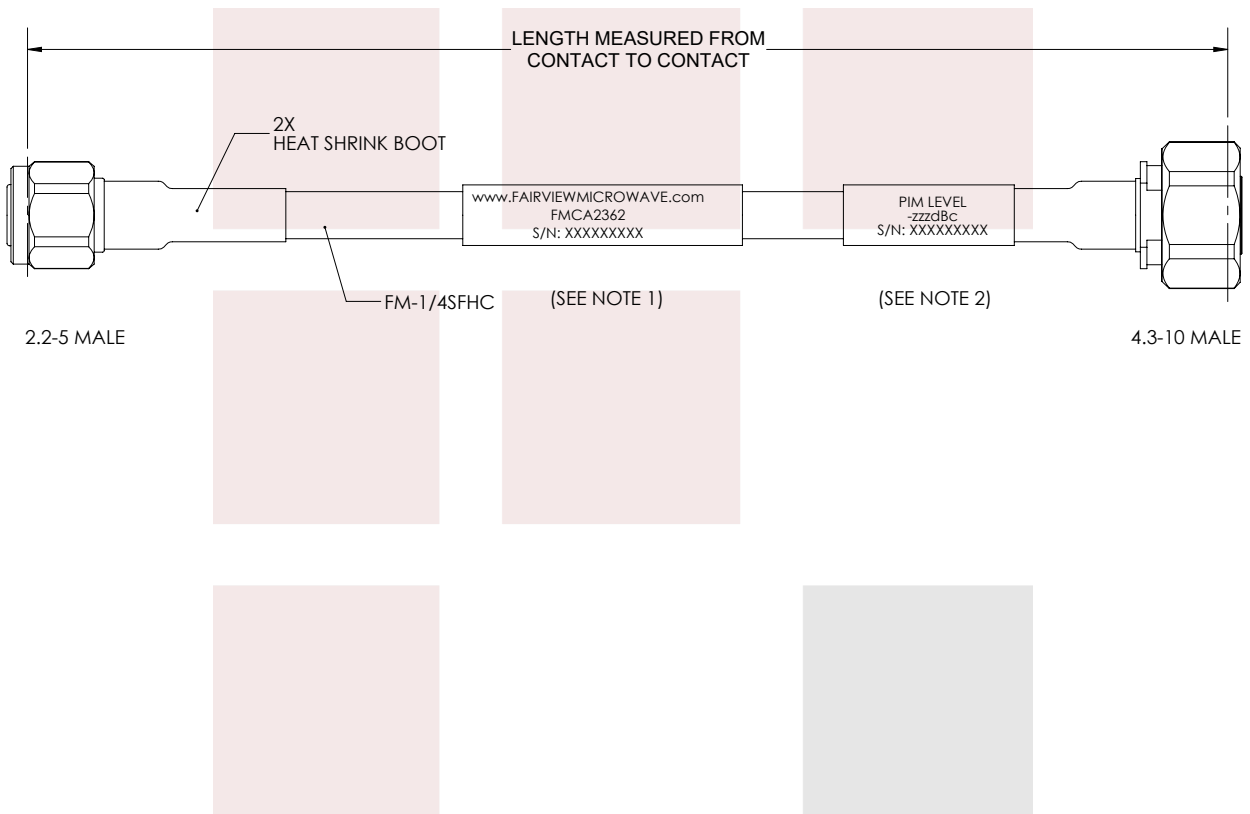 LENGTH MEASURED FROM
CONTACT TO CONTACT
2X
HEAT SHRINK BOOT
www.FAIRVIEWMICROWAVE.com
FMCA2362
S/N: XXXXXXXXX
PIM LEVEL
-zzzdBc
S/N: XXXXXXXXX
FM-1/4SFHC
(SEE NOTE 1)
(SEE NOTE 2)
2.2-5 MALE
4.3-10 MALE